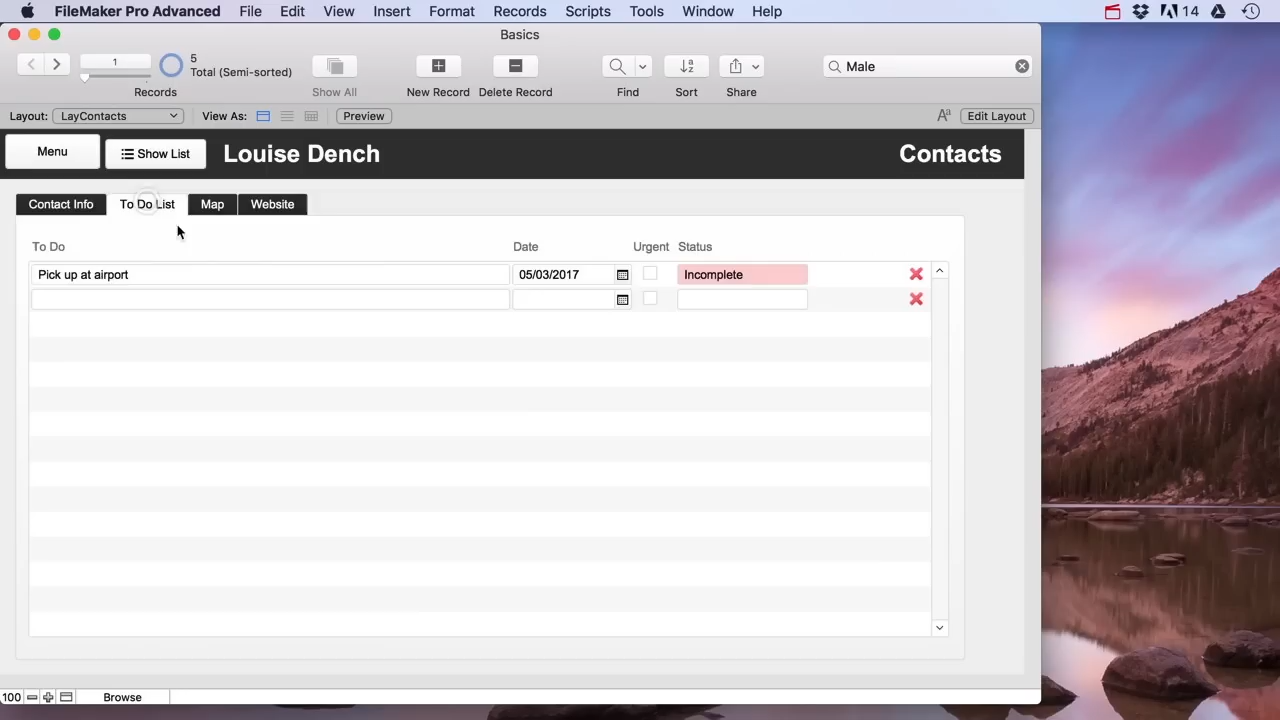 FileMaker Pro Advanced File Edit View Insert Format Records Scripts Tools Window Help 14
Basics
1 5 Total (Semi-sorted) Male
Records Show All New Record Delete Record Find Sort Share
Layout: LayContacts View As: Preview Aa Edit Layout
Menu Show List Louise Dench Contacts
Contact Info To Do List Map Website
To Do Date Urgent Status
Pick up at airport 05/03/2017 Incomplete
100 Browse